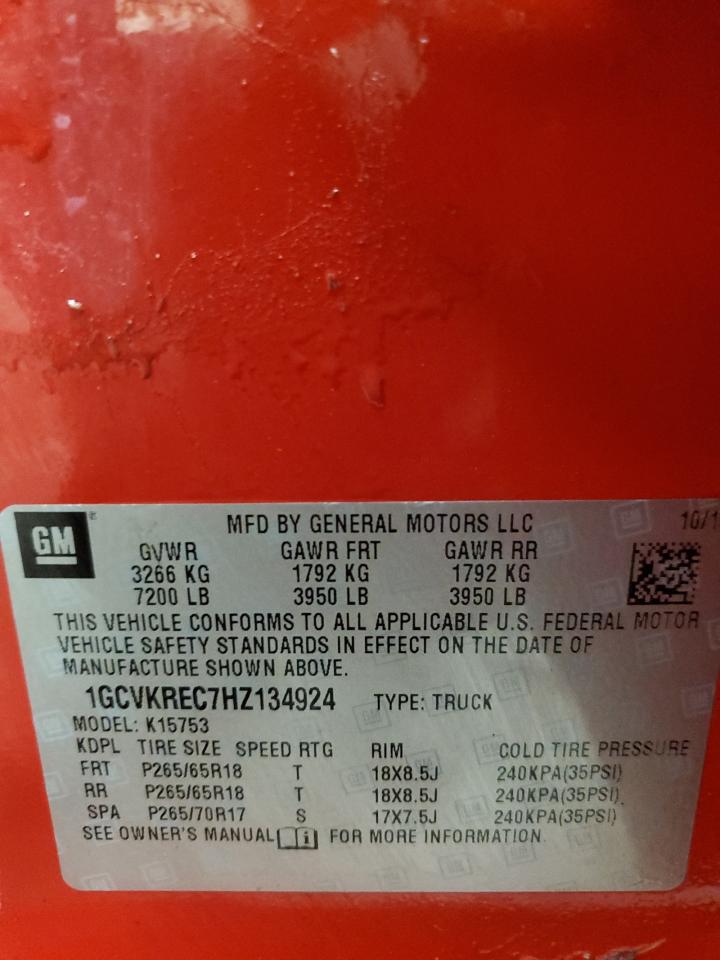 GM
MFD BY GENERAL MOTORS LLC
GVWR GAWR FRT GAWR RR
3266 KG 1792 KG 1792 KG
7200 LB 3950 LB 3950 LB
THIS VEHICLE CONFORMS TO ALL APPLICABLE U.S. FEDERAL MOTOR
VEHICLE SAFETY STANDARDS IN EFFECT ON THE DATE OF
MANUFACTURE SHOWN ABOVE.
1GCVKREC7HZ134924 TYPE: TRUCK
MODEL: K15753
KDPL TIRE SIZE SPEED RTG RIM COLD TIRE PRESSURE
FRT P265/65R18 T 18X8.5J 240KPA(35PSI)
RR P265/65R18 T 18X8.5J 240KPA(35PSI)
SPA P265/70R17 S 17X7.5J 240KPA(35PSI)
SEE OWNER'S MANUAL FOR MORE INFORMATION.